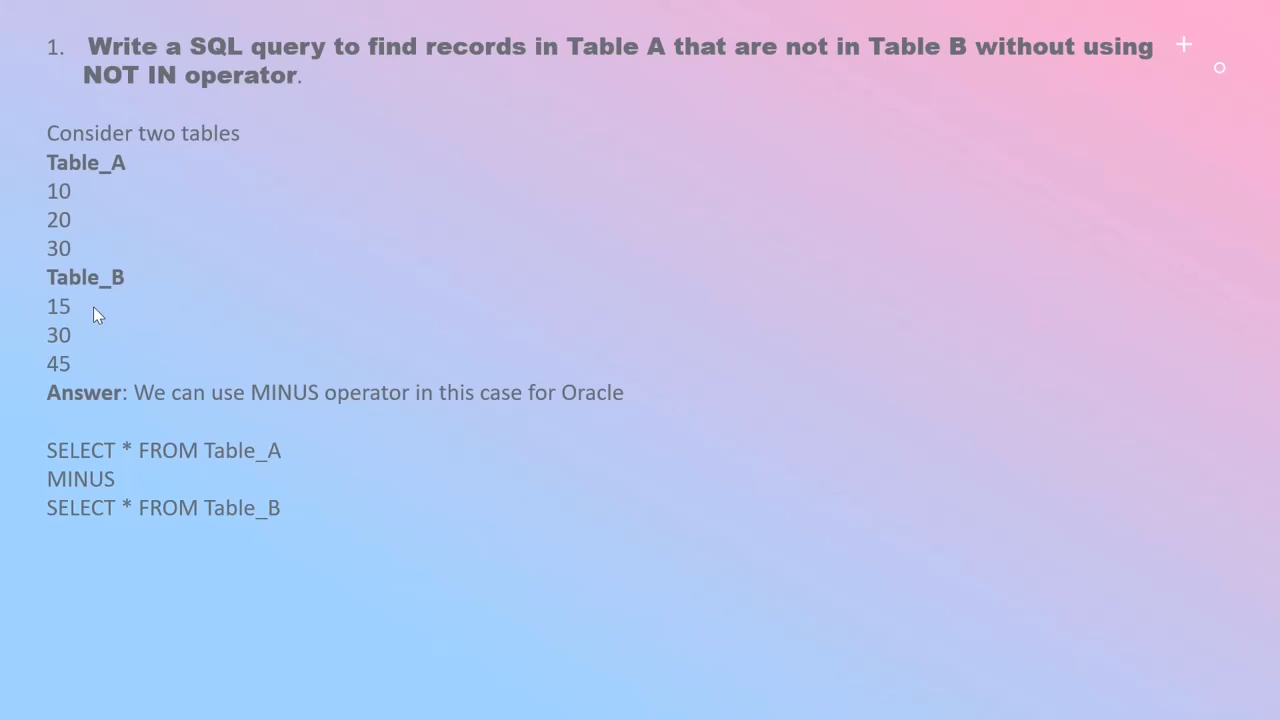 1. Write a SQL query to find records in Table A that are not in Table B without using
NOT IN operator.
Consider two tables
Table_A
10
20
30
Table_B
15
30
45
Answer: We can use MINUS operator in this case for Oracle
SELECT * FROM Table_A
MINUS
SELECT * FROM Table_B